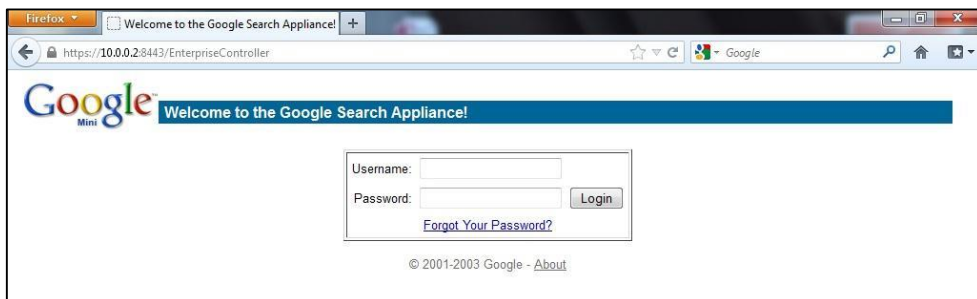 Firefox
Welcome to the Google Search Appliance!
https://10.0.0.2:8443/EnterpriseController
Google
Google
Mini
Welcome to the Google Search Appliance!
Username:
Password:
Login
Forgot Your Password?
© 2001-2003 Google - About